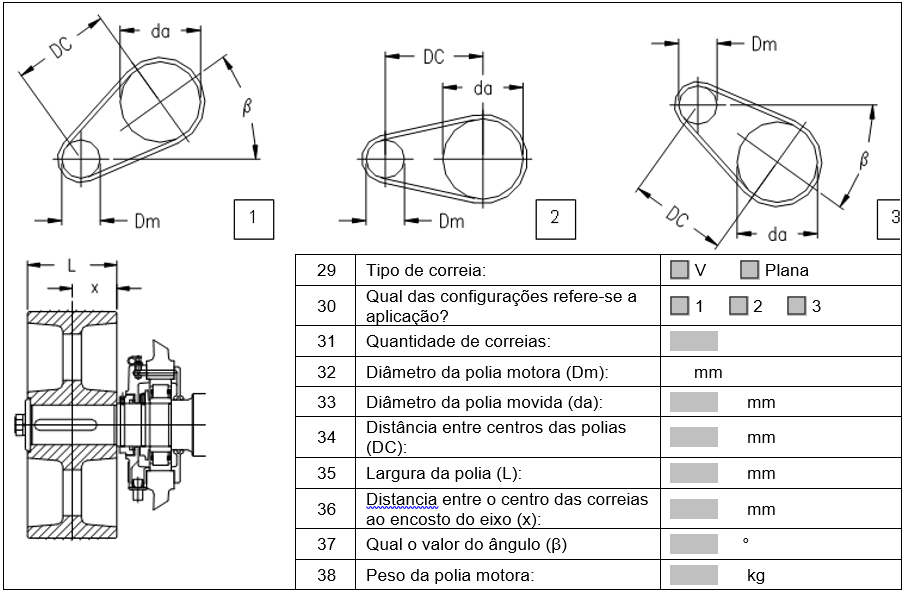 DC da β Dm 1
DC da Dm 2
Dm β DC da 3
L
x
29 Tipo de correia: V Plana
30 Qual das configurações refere-se a
aplicação? 1 2 3
31 Quantidade de correias:
32 Diâmetro da polia motora (Dm): mm
33 Diâmetro da polia movida (da): mm
34 Distância entre centros das polias
(DC): mm
35 Largura da polia (L): mm
36 Distancia entre o centro das correias
ao encosto do eixo (x): mm
37 Qual o valor do ângulo (β) °
38 Peso da polia motora: kg